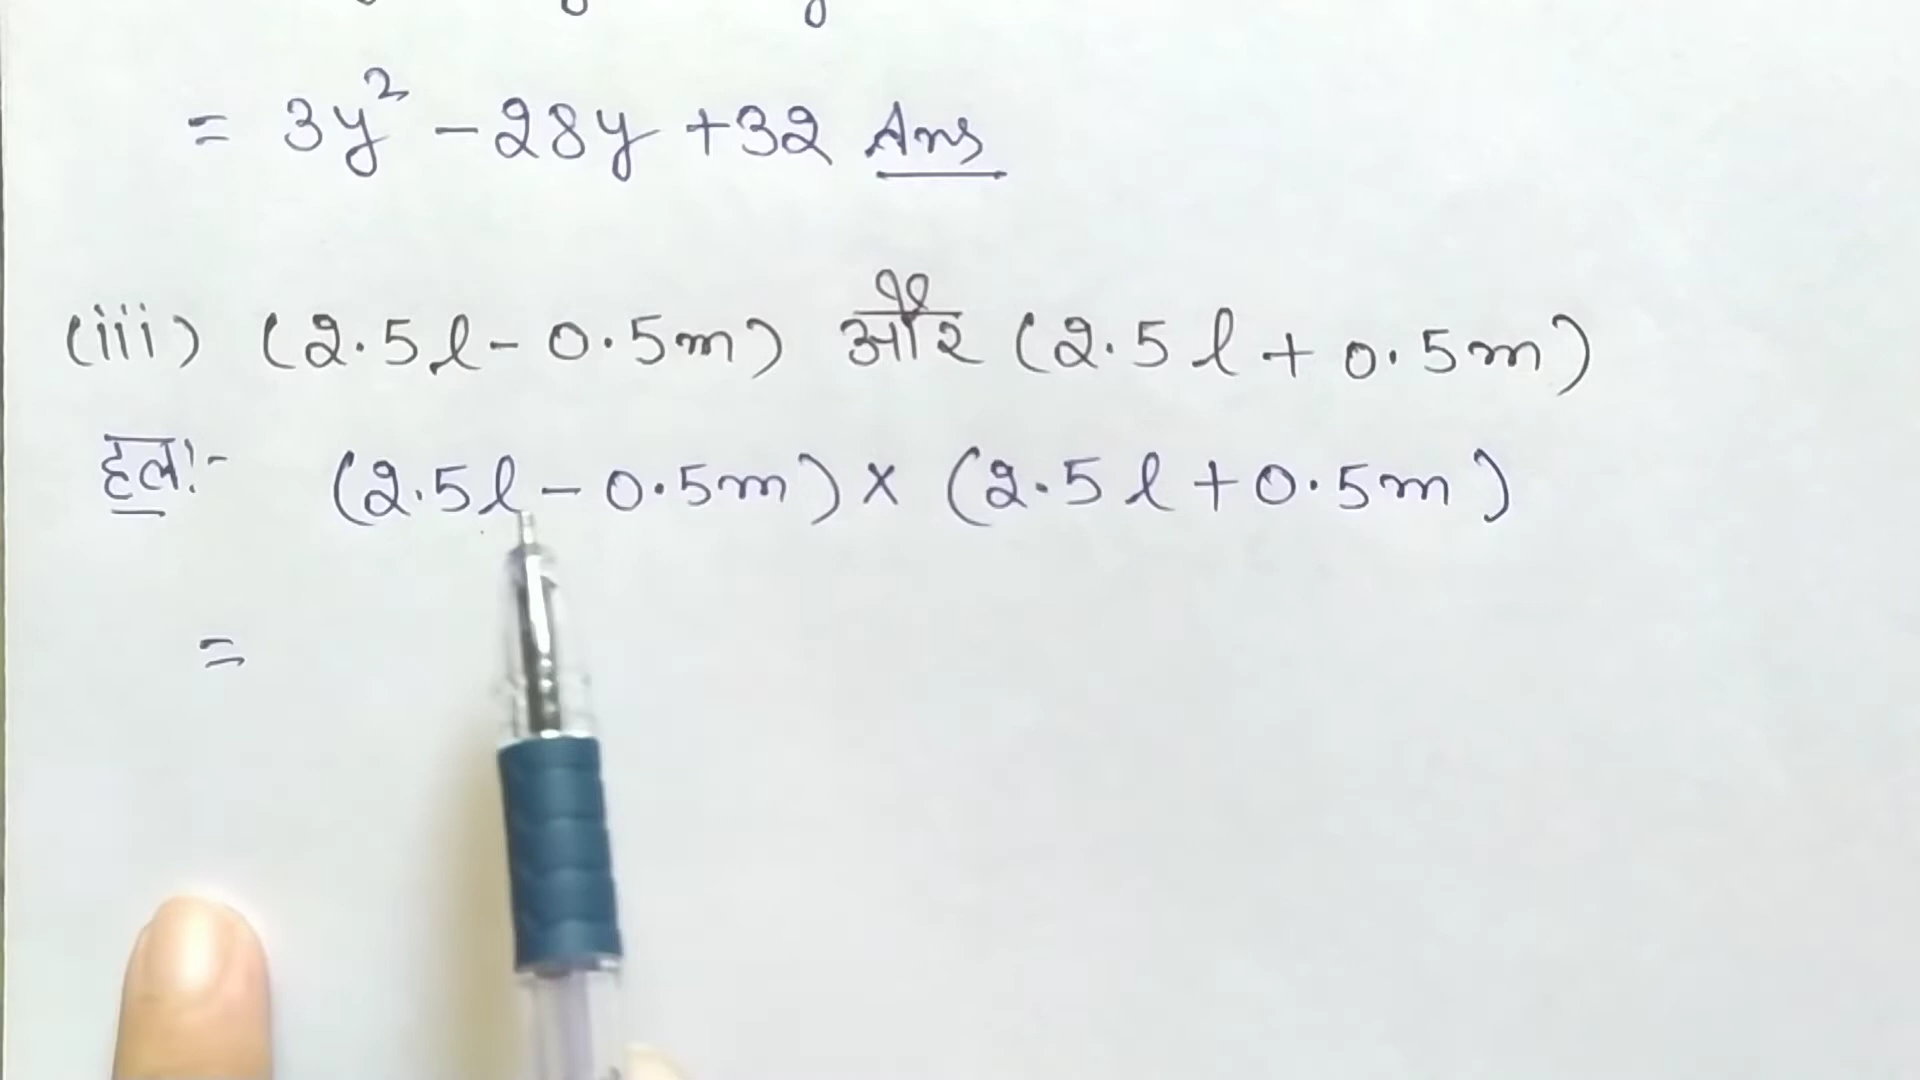 = 3y² - 28y + 32 Ans
(iii) (2.5l - 0.5m) और (2.5l + 0.5m)
हल:- (2.5l - 0.5m) × (2.5l + 0.5m)
=